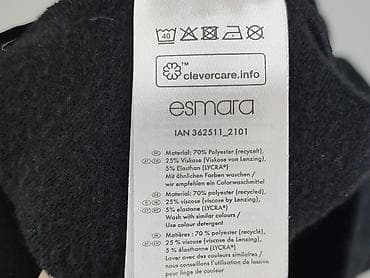 40
™ clevercare.info
esmara
IAN 362511_2101
Material: 70% Polyester (recycelt),
25% Viskose (Viskose von Lenzing),
5% Elasthan (LYCRA®)
Mit ähnlichen Farben waschen /
wir empfehlen ein Colorwaschmittel
Material: 70% polyester (recycled),
25% viscose (viscose by Lenzing),
5% elastane (LYCRA®)
Wash with similar colours /
Use colour detergent
Matières : 70 % polyester (recyclé),
25 % viscose (viscose de Lenzing),
5 % élasthanne (LYCRA®)
Laver avec des couleurs similaires /
nous conseillons l'utilisation d'une
lessive pour le linge de couleur